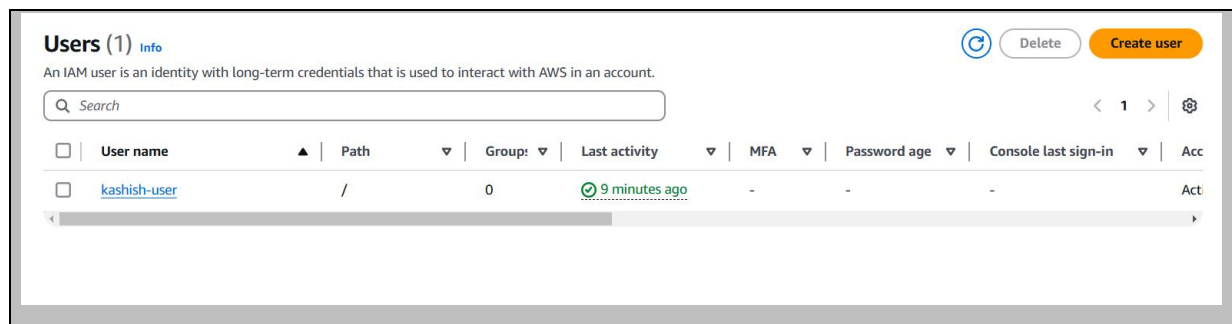 Users (1) Info
Delete
Create user
An IAM user is an identity with long-term credentials that is used to interact with AWS in an account.
Search
1
User name Path Group: Last activity MFA Password age Console last sign-in Acc
kashish-user / 0 9 minutes ago - - - Acti